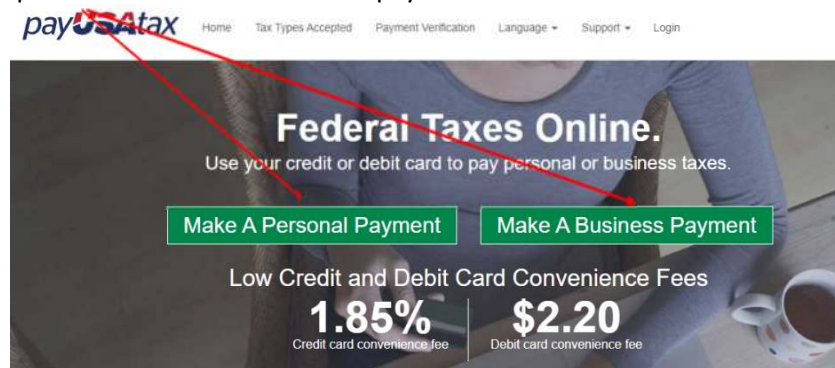 payUSAtax Home Tax Types Accepted Payment Verification Language Support Login
Federal Taxes Online.
Use your credit or debit card to pay personal or business taxes.
Make A Personal Payment Make A Business Payment
Low Credit and Debit Card Convenience Fees
1.85% $2.20
Credit card convenience fee Debit card convenience fee